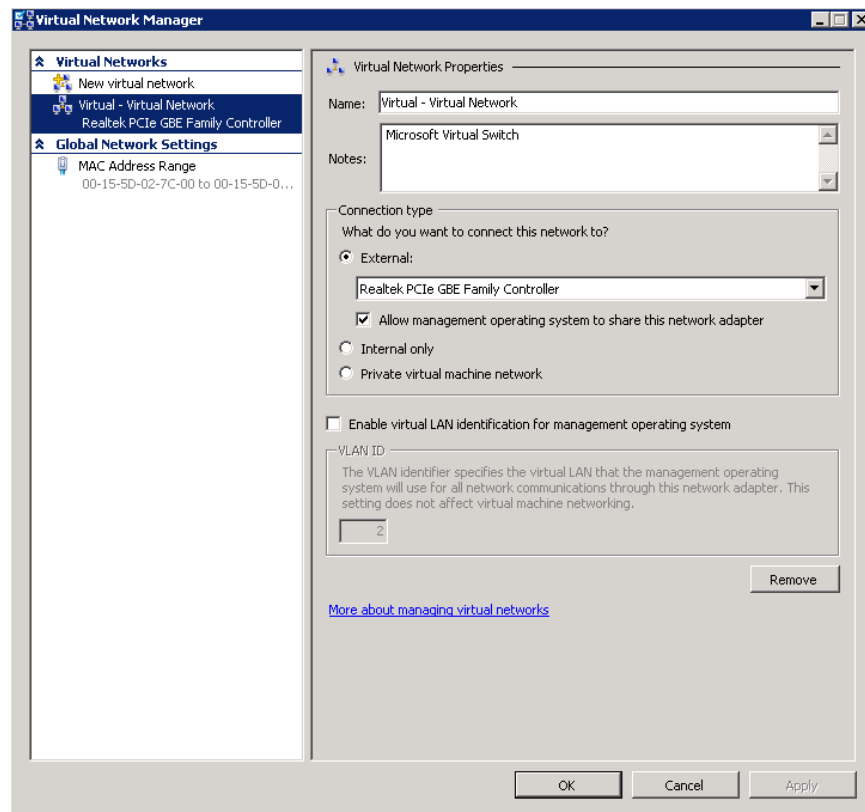 Virtual Network Manager
Virtual Networks
New virtual network
Virtual - Virtual Network
Realtek PCIe GBE Family Controller
Global Network Settings
MAC Address Range
00-15-5D-02-7C-00 to 00-15-5D-0...
Virtual Network Properties
Name:
Virtual - Virtual Network
Notes:
Microsoft Virtual Switch
Connection type
What do you want to connect this network to?
External:
Realtek PCIe GBE Family Controller
Allow management operating system to share this network adapter
Internal only
Private virtual machine network
Enable virtual LAN identification for management operating system
VLAN ID
The VLAN identifier specifies the virtual LAN that the management operating
system will use for all network communications through this network adapter. This
setting does not affect virtual machine networking.
2
Remove
More about managing virtual networks
OK
Cancel
Apply